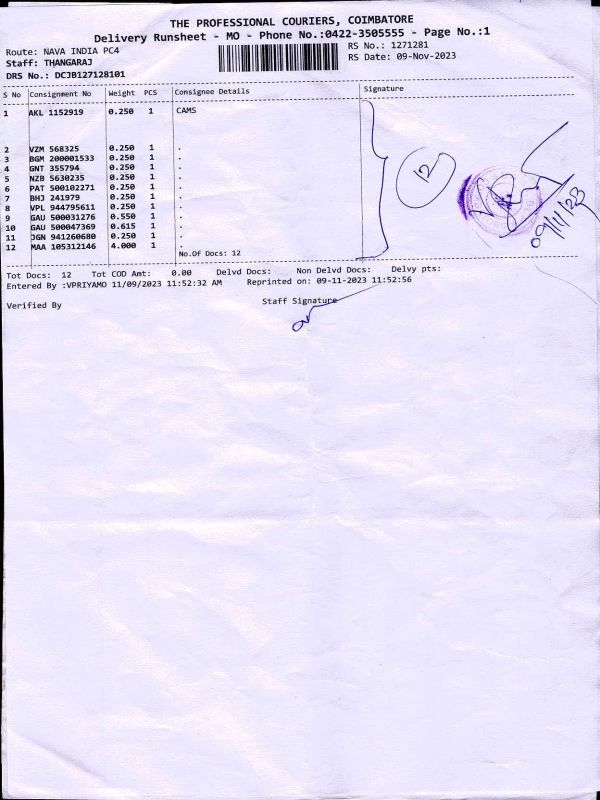 THE PROFESSIONAL COURIERS, COIMBATORE
Delivery Runsheet - MO - Phone No.:0422-3505555 - Page No.:1
Route: NAVA INDIA PC4
RS No.: 1271281
Staff: THANGARAJ
RS Date: 09-Nov-2023
DRS No.: DCJB127128101
S No Consignment No Weight PCS Consignee Details Signature
1 AKL 1152919 0.250 1 CAMS
2 VZM 568325 0.250 1 .
3 BGM 200001533 0.250 1 .
4 GNT 355794 0.250 1 .
5 NZB 5630235 0.250 1 .
6 PAT 500102271 0.250 1 .
7 BHJ 241979 0.250 1 .
8 VPL 944795611 0.250 1 .
9 GAU 500031276 0.550 1 .
10 GAU 500047369 0.615 1 .
11 JGN 941260680 0.250 1 .
12 MAA 105312146 4.000 1 .
No.Of Docs: 12
12
09/11/23
Tot Docs: 12 Tot COD Amt: 0.00 Delvd Docs: Non Delvd Docs: Delvy pts:
Entered By :VPRIYAMO 11/09/2023 11:52:32 AM Reprinted on: 09-11-2023 11:52:56
Verified By Staff Signature